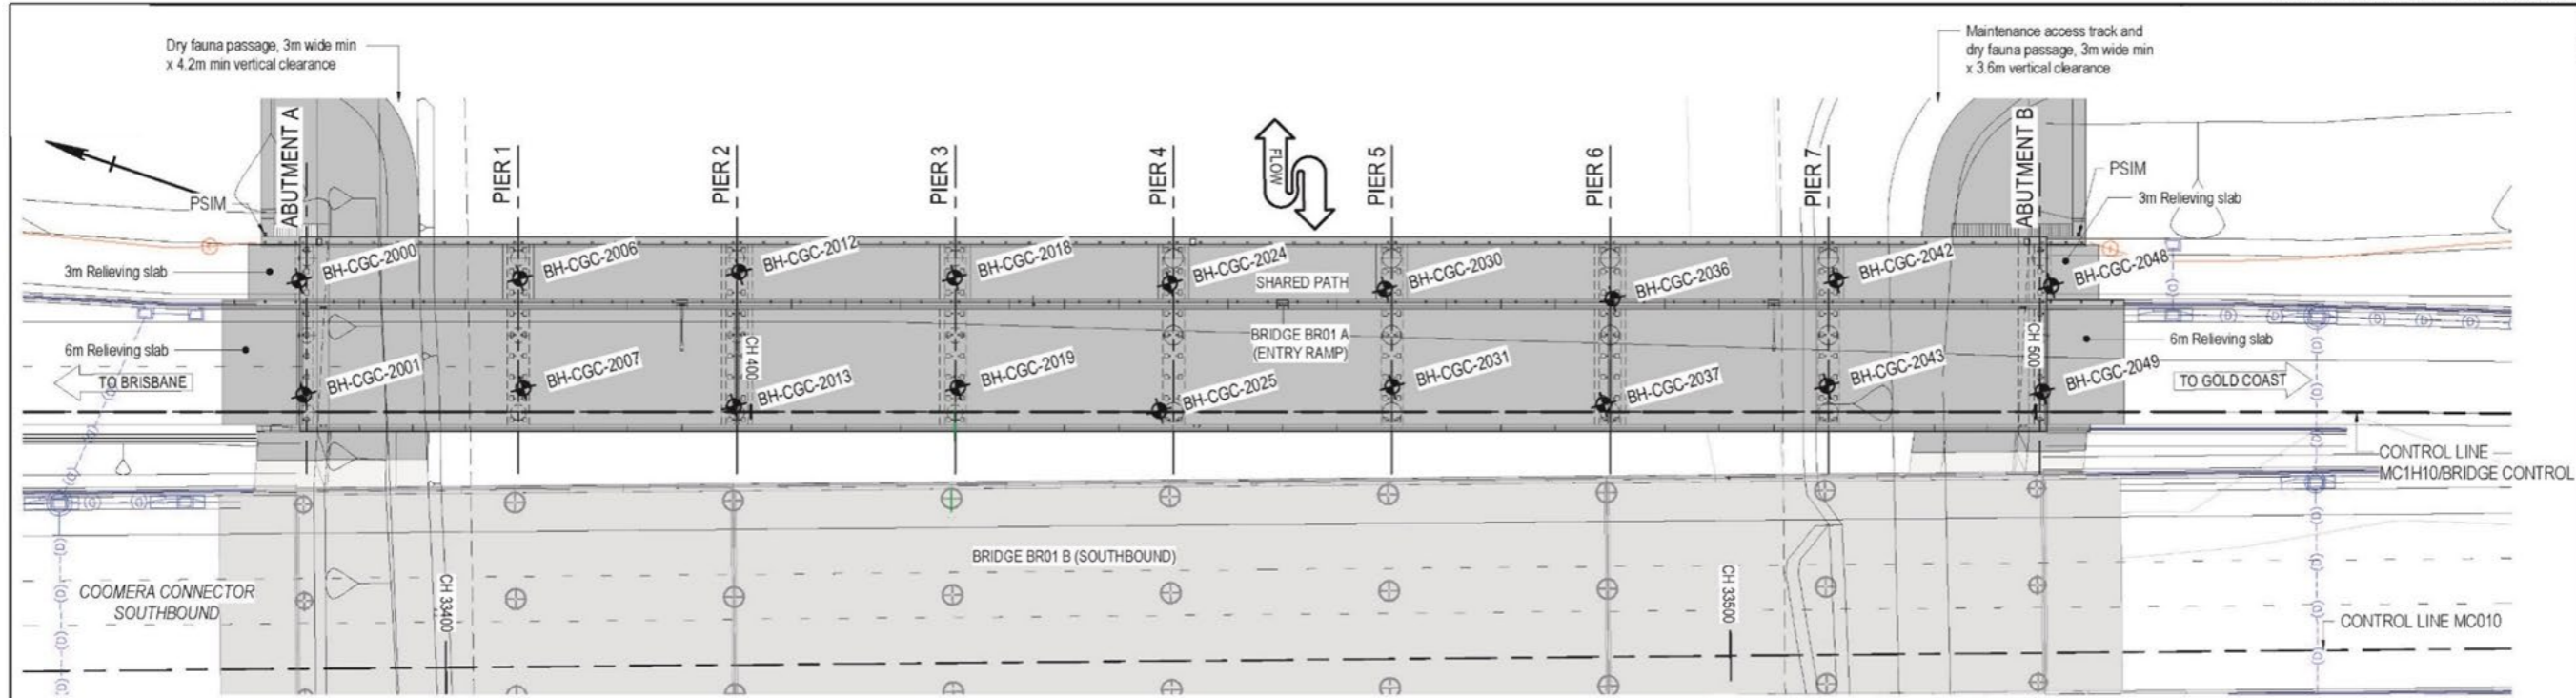 Dry fauna passage, 3m wide min
x 4.2m min vertical clearance
Maintenance access track and
dry fauna passage, 3m wide min
x 3.6m vertical clearance
ABUTMENT A
PIER 1
PIER 2
PIER 3
PIER 4
FLOW
PIER 5
PIER 6
PIER 7
ABUTMENT B
PSIM
PSIM
3m Relieving slab
3m Relieving slab
BH-CGC-2000
BH-CGC-2006
BH-CGC-2012
BH-CGC-2018
BH-CGC-2024
BH-CGC-2030
BH-CGC-2036
BH-CGC-2042
BH-CGC-2048
SHARED PATH
BRIDGE BR01 A
(ENTRY RAMP)
6m Relieving slab
CH 400
CH 500
6m Relieving slab
TO BRISBANE
BH-CGC-2001
BH-CGC-2007
BH-CGC-2013
BH-CGC-2019
BH-CGC-2025
BH-CGC-2031
BH-CGC-2037
BH-CGC-2043
BH-CGC-2049
TO GOLD COAST
CONTROL LINE
MC1H10/BRIDGE CONTROL
BRIDGE BR01 B (SOUTHBOUND)
COOMERA CONNECTOR
SOUTHBOUND
CH 33400
CH 33500
CONTROL LINE MC010